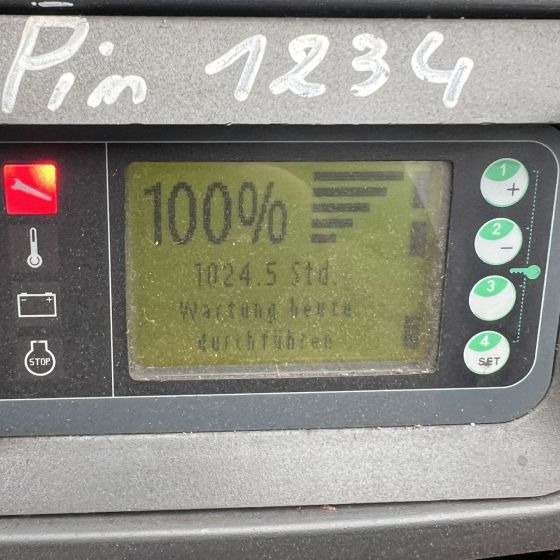 Pin 1234
100%
1024.5 Std.
Wartung heute
durchführen
1
+
2
−
3
4
SET
- +
STOP